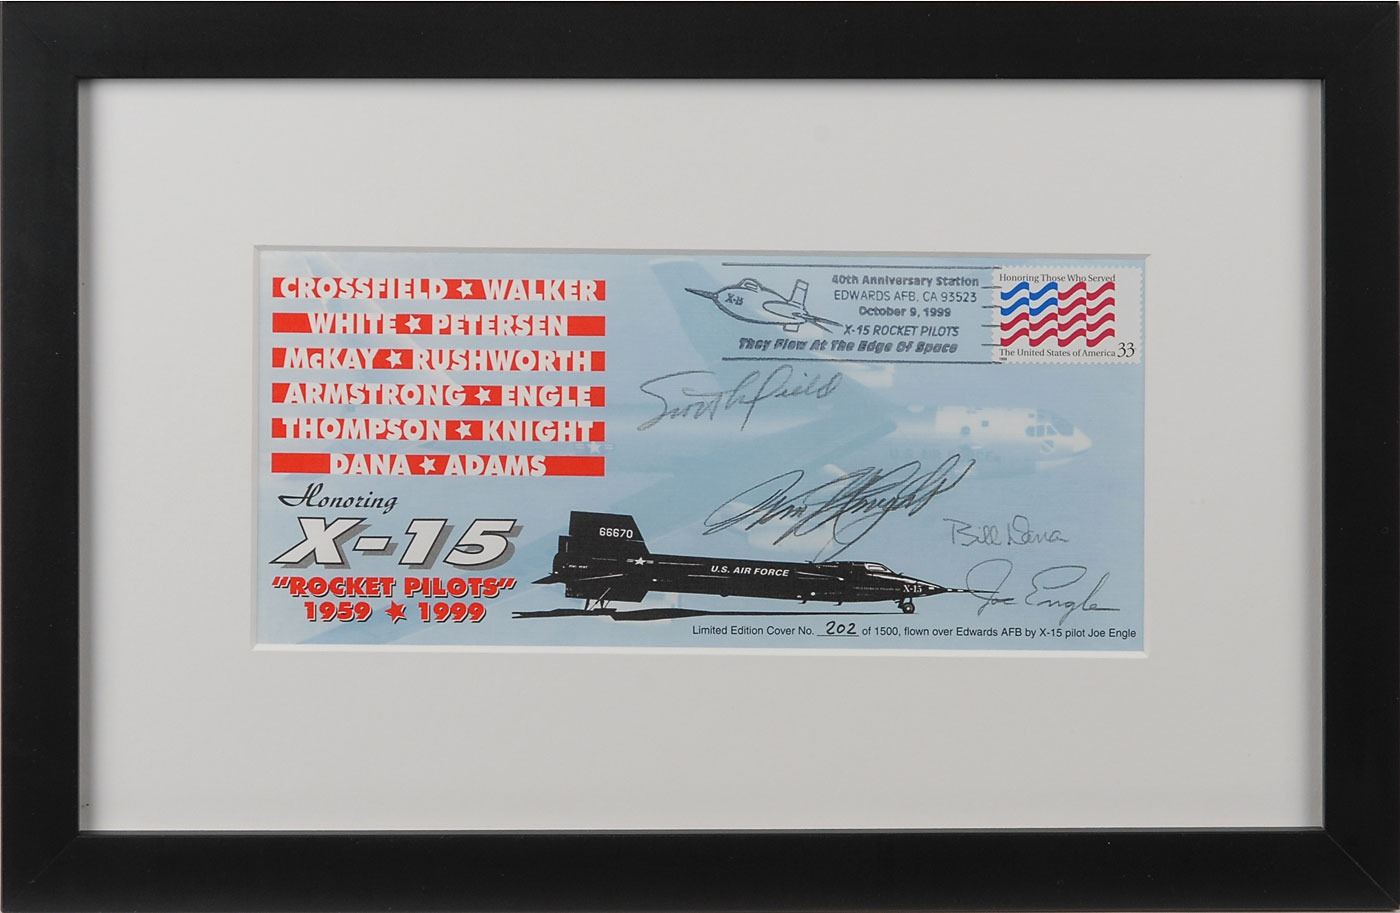 CROSSFIELD ★ WALKER
WHITE ★ PETERSEN
McKAY ★ RUSHWORTH
ARMSTRONG ★ ENGLE
THOMPSON ★ KNIGHT
DANA ★ ADAMS
Honoring
X-15
"ROCKET PILOTS"
1959 ★ 1999
X-15
40th Anniversary Station
EDWARDS AFB, CA 93523
October 9, 1999
X-15 ROCKET PILOTS
They Flew At The Edge Of Space
Honoring Those Who Served
The United States of America 33
Bill Dana
Joe Engle
66670
U.S. AIR FORCE
X-15
Limited Edition Cover No. 202 of 1500, flown over Edwards AFB by X-15 pilot Joe Engle